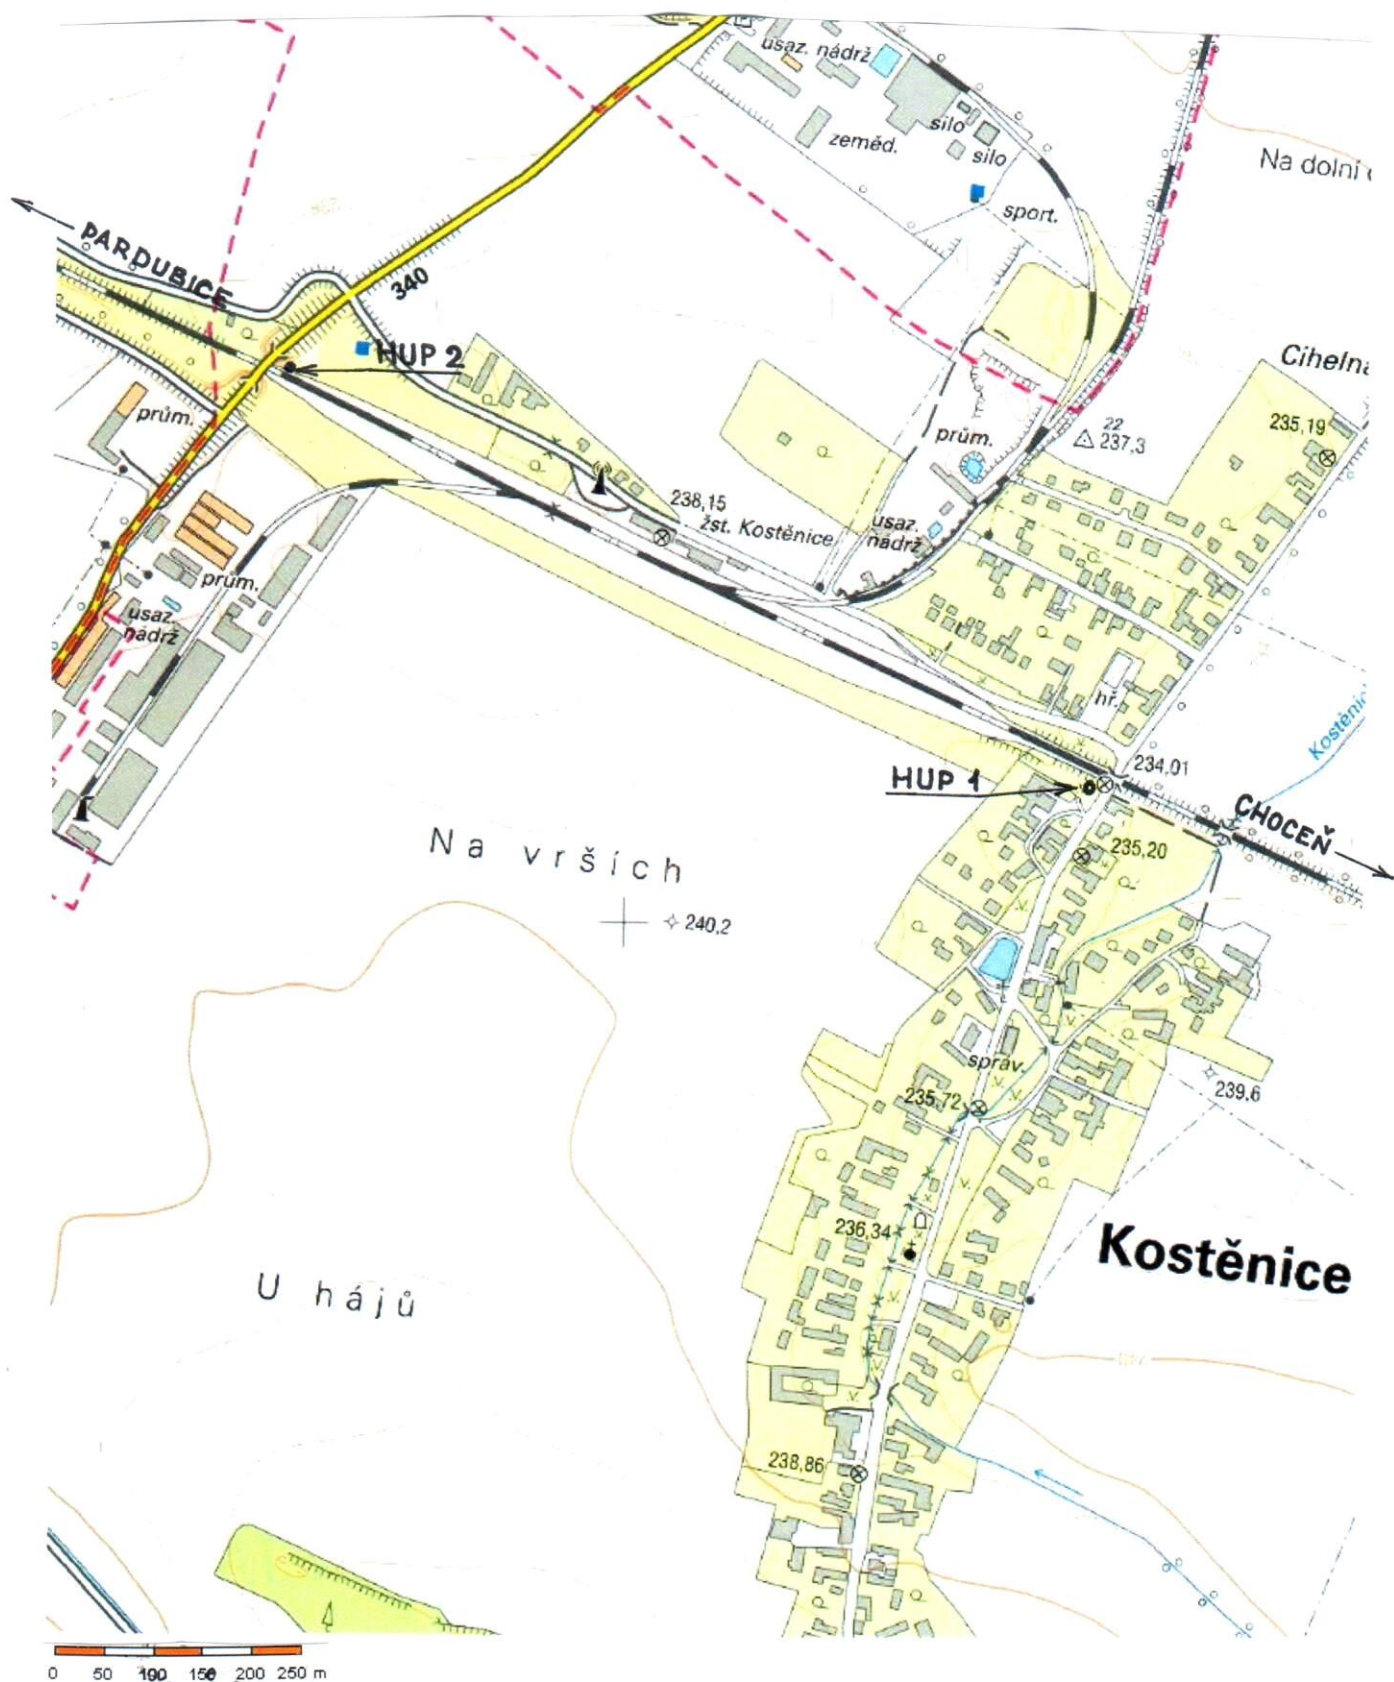 usaz. nádrž
silo
silo
zeměd.
Na dolní
sport.
PARDUBICE
340
HUP 2
Cihelna
235,19
22
237,3
prům.
prům.
238,15
žst. Kostěnice
usaz.
nádrž
prům.
usaz.
nádrž
hř.
Kostěnic
234,01
HUP 1
CHOCEŇ
235,20
Na vrších
240,2
správ.
235,72
239,6
236,34
Kostěnice
U hájů
238,86
0 50 100 150 200 250 m